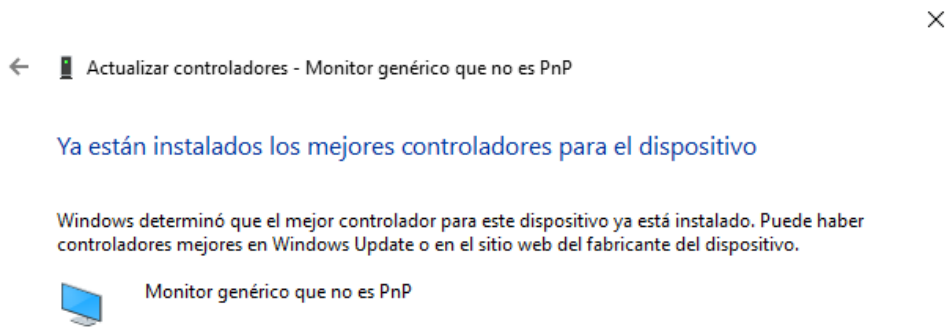 Actualizar controladores - Monitor genérico que no es PnP
Ya están instalados los mejores controladores para el dispositivo
Windows determinó que el mejor controlador para este dispositivo ya está instalado. Puede haber
controladores mejores en Windows Update o en el sitio web del fabricante del dispositivo.
Monitor genérico que no es PnP